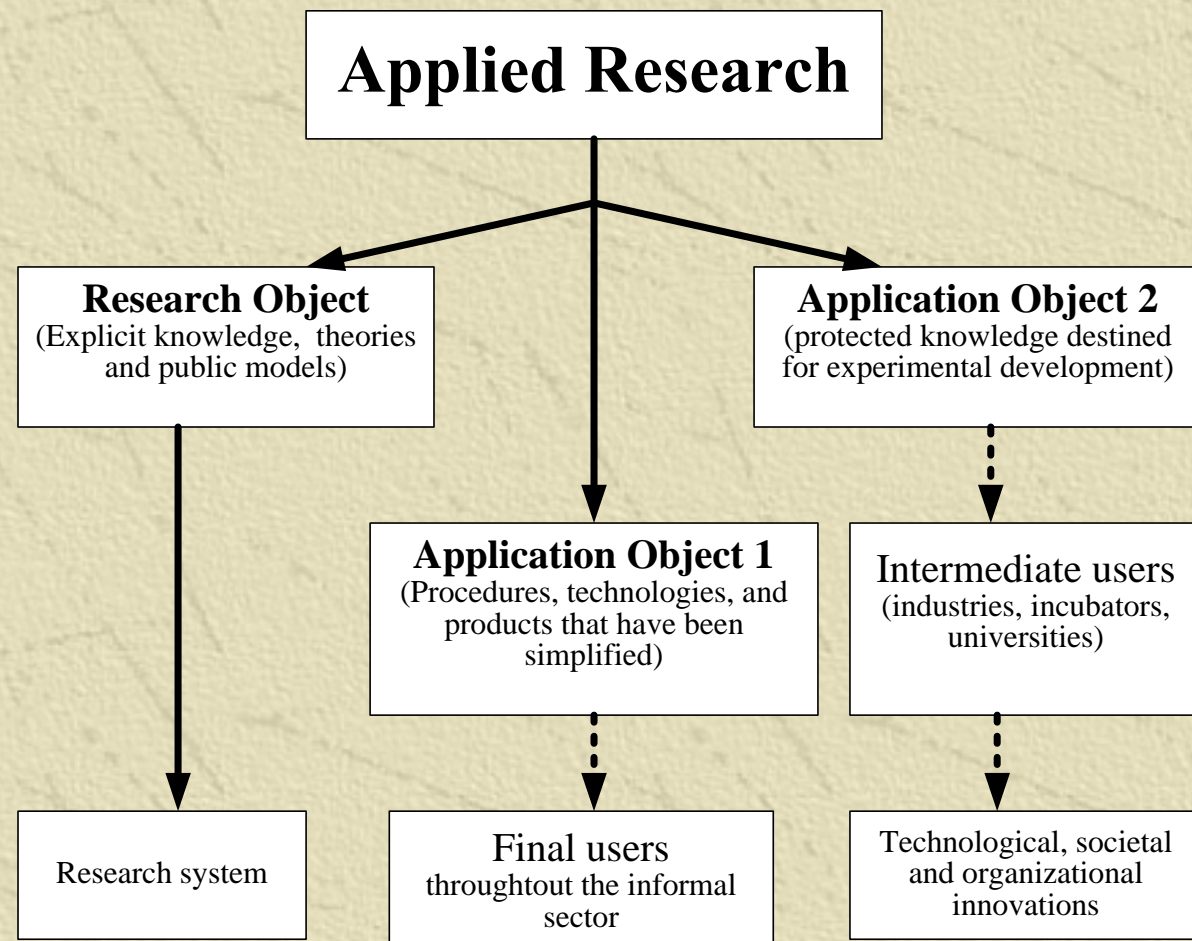 Applied Research
Research Object
(Explicit knowledge, theories
and public models)
Application Object 2
(protected knowledge destined
for experimental development)
Application Object 1
(Procedures, technologies, and
products that have been
simplified)
Intermediate users
(industries, incubators,
universities)
Research system
Final users
throughtout the informal
sector
Technological, societal
and organizational
innovations